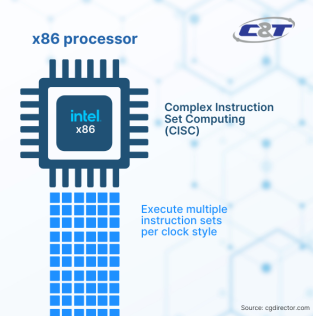 C&T
x86 processor
intel
x86
Complex Instruction
Set Computing
(CISC)
Execute multiple
instruction sets
per clock style
Source: cgdirector.com